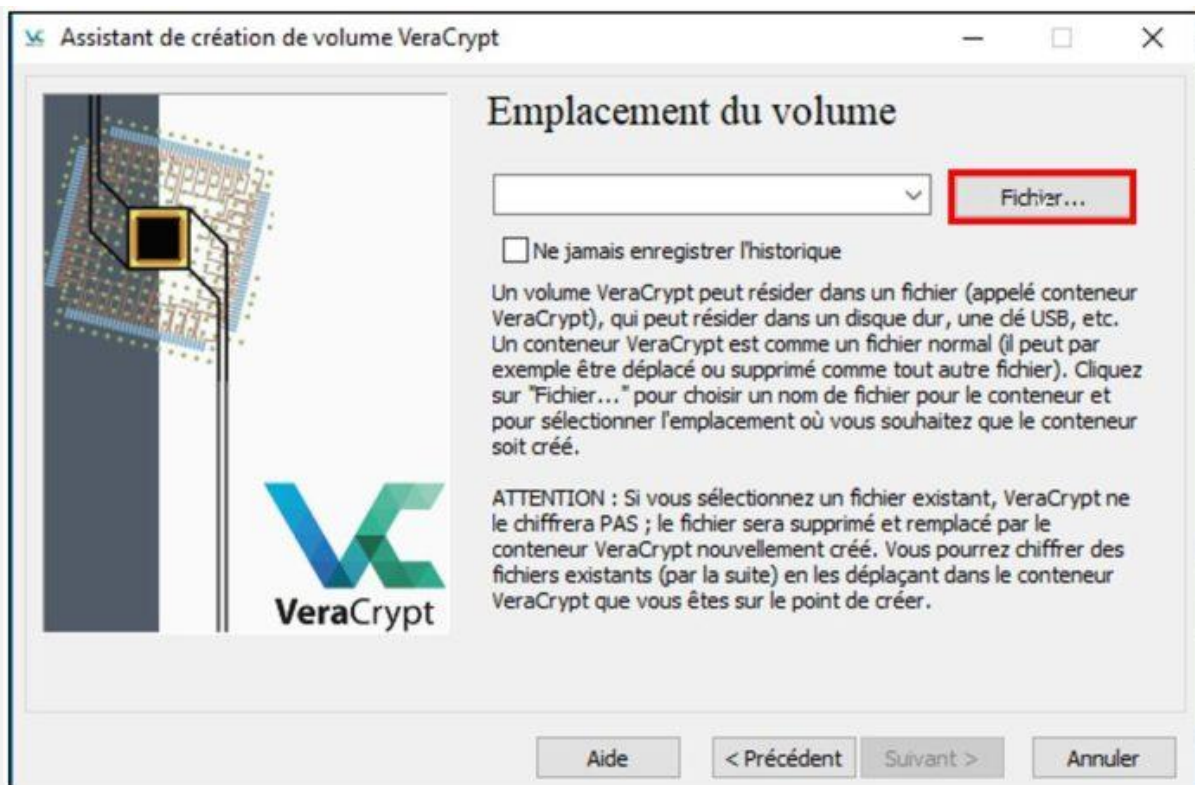 Assistant de création de volume VeraCrypt
Emplacement du volume
Fichier...
Ne jamais enregistrer l'historique
Un volume VeraCrypt peut résider dans un fichier (appelé conteneur
VeraCrypt), qui peut résider dans un disque dur, une clé USB, etc.
Un conteneur VeraCrypt est comme un fichier normal (il peut par
exemple être déplacé ou supprimé comme tout autre fichier). Cliquez
sur "Fichier..." pour choisir un nom de fichier pour le conteneur et
pour sélectionner l'emplacement où vous souhaitez que le conteneur
soit créé.
ATTENTION : Si vous sélectionnez un fichier existant, VeraCrypt ne
le chiffrera PAS ; le fichier sera supprimé et remplacé par le
conteneur VeraCrypt nouvellement créé. Vous pourrez chiffrer des
fichiers existants (par la suite) en les déplaçant dans le conteneur
VeraCrypt que vous êtes sur le point de créer.
VeraCrypt
Aide
< Précédent
Suivant >
Annuler